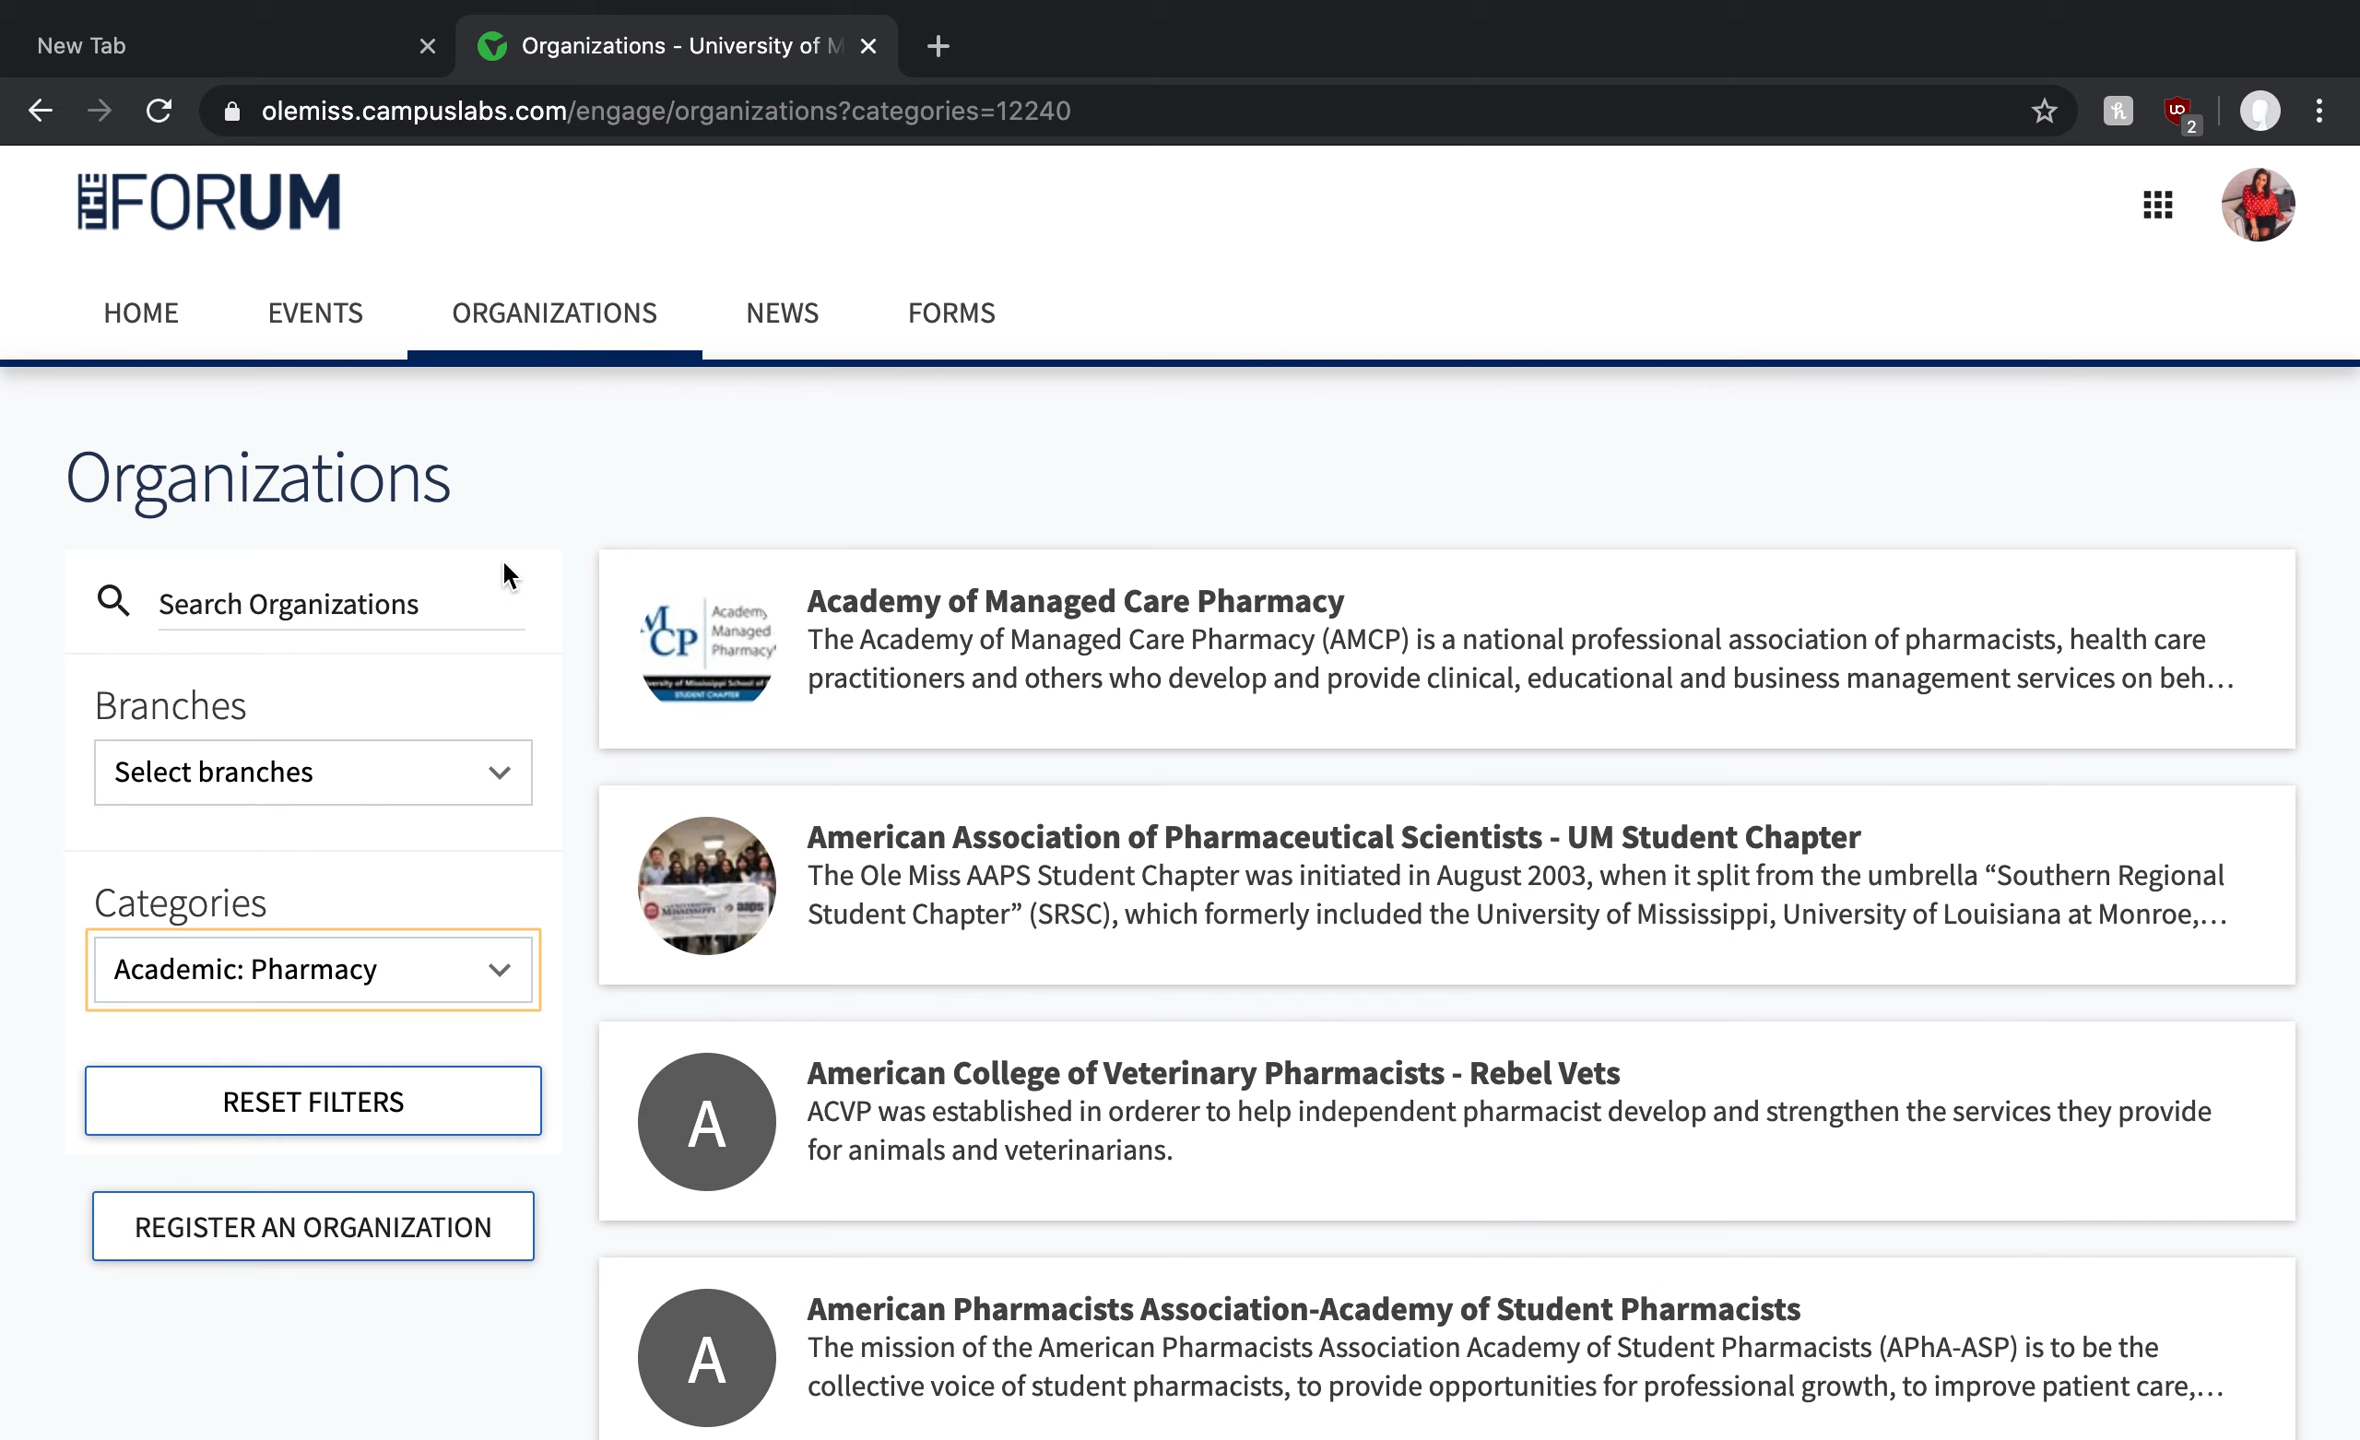 New Tab
Organizations - University of M
olemiss.campuslabs.com/engage/organizations?categories=12240
2
THE FORUM
HOME EVENTS ORGANIZATIONS NEWS FORMS
Organizations
Search Organizations
Branches
Select branches
Categories
Academic: Pharmacy
RESET FILTERS
REGISTER AN ORGANIZATION
Academy
Managed
Pharmacy
MCP
STUDENT CHAPTER
Academy of Managed Care Pharmacy
The Academy of Managed Care Pharmacy (AMCP) is a national professional association of pharmacists, health care
practitioners and others who develop and provide clinical, educational and business management services on beh...
American Association of Pharmaceutical Scientists - UM Student Chapter
The Ole Miss AAPS Student Chapter was initiated in August 2003, when it split from the umbrella “Southern Regional
Student Chapter” (SRSC), which formerly included the University of Mississippi, University of Louisiana at Monroe,...
A
American College of Veterinary Pharmacists - Rebel Vets
ACVP was established in orderer to help independent pharmacist develop and strengthen the services they provide
for animals and veterinarians.
A
American Pharmacists Association-Academy of Student Pharmacists
The mission of the American Pharmacists Association Academy of Student Pharmacists (APhA-ASP) is to be the
collective voice of student pharmacists, to provide opportunities for professional growth, to improve patient care,...